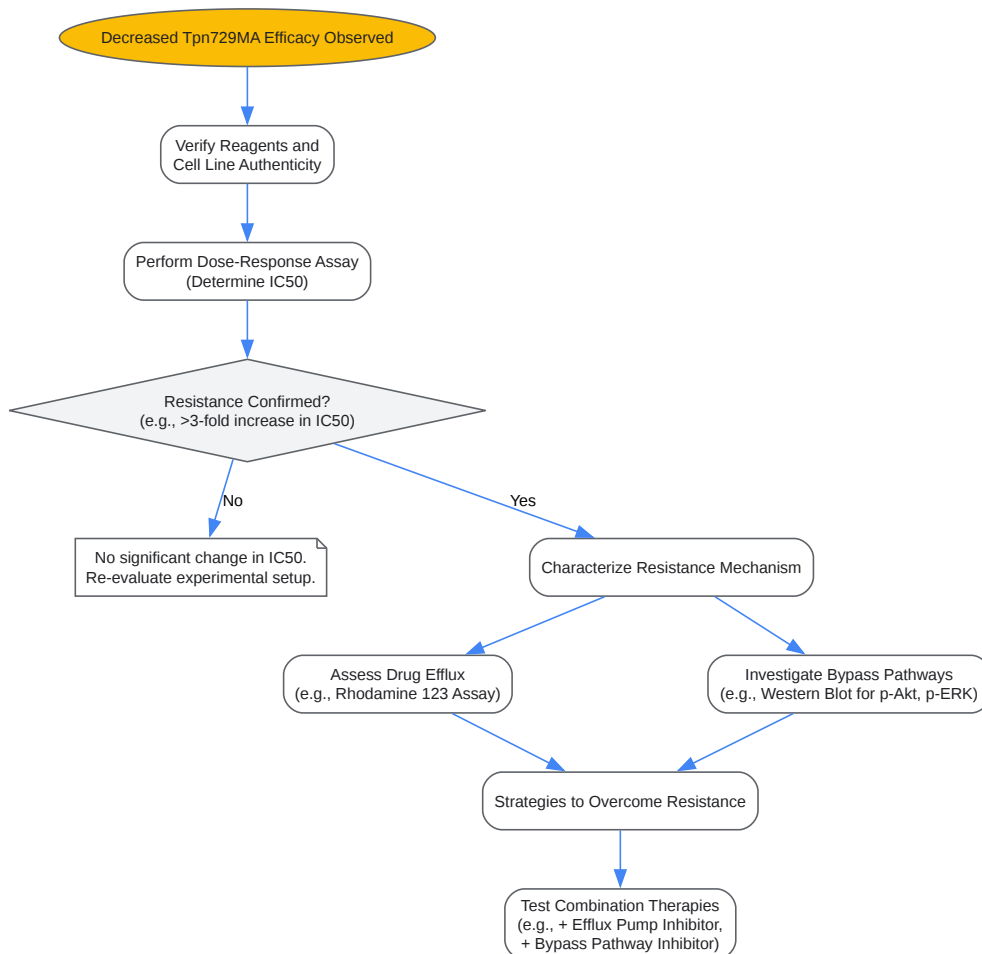 Decreased Tpn729MA Efficacy Observed
Verify Reagents and
Cell Line Authenticity
Perform Dose-Response Assay
(Determine IC50)
Resistance Confirmed?
(e.g., >3-fold increase in IC50)
No
Yes
No significant change in IC50.
Re-evaluate experimental setup.
Characterize Resistance Mechanism
Assess Drug Efflux
(e.g., Rhodamine 123 Assay)
Investigate Bypass Pathways
(e.g., Western Blot for p-Akt, p-ERK)
Strategies to Overcome Resistance
Test Combination Therapies
(e.g., + Efflux Pump Inhibitor,
+ Bypass Pathway Inhibitor)